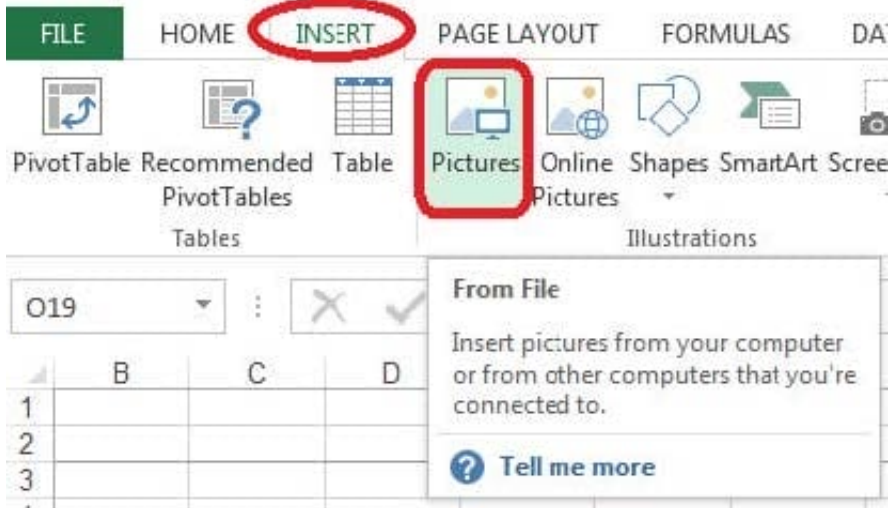 FILE HOME INSERT PAGE LAYOUT FORMULAS
PivotTable Recommended PivotTables Table Pictures Online Pictures Shapes SmartArt
Tables Illustrations
O19
From File
Insert pictures from your computer
or from other computers that you're
connected to.
Tell me more
B C D
1
2
3